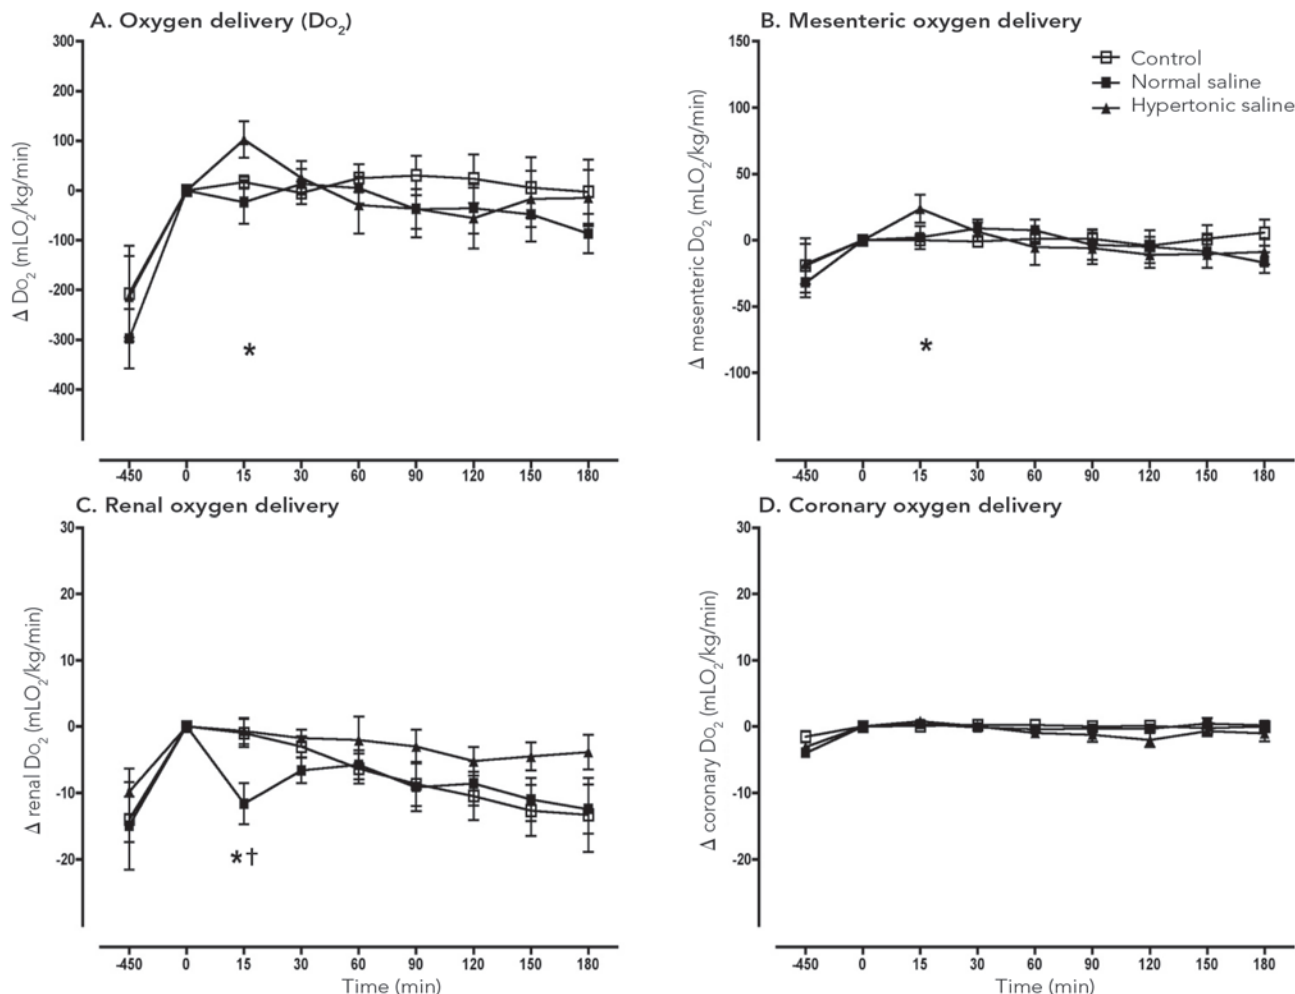 A. Oxygen delivery (DO₂)
300
200
100
0
-100
-200
-300
-400
Δ DO₂ (mLO₂/kg/min)
*
-450 0 15 30 60 90 120 150 180
B. Mesenteric oxygen delivery
150
100
50
0
-50
-100
Δ mesenteric DO₂ (mLO₂/kg/min)
Control
Normal saline
Hypertonic saline
*
-450 0 15 30 60 90 120 150 180
C. Renal oxygen delivery
30
20
10
0
-10
-20
Δ renal DO₂ (mLO₂/kg/min)
*†
-450 0 15 30 60 90 120 150 180
Time (min)
D. Coronary oxygen delivery
30
20
10
0
-10
-20
Δ coronary DO₂ (mLO₂/kg/min)
-450 0 15 30 60 90 120 150 180
Time (min)